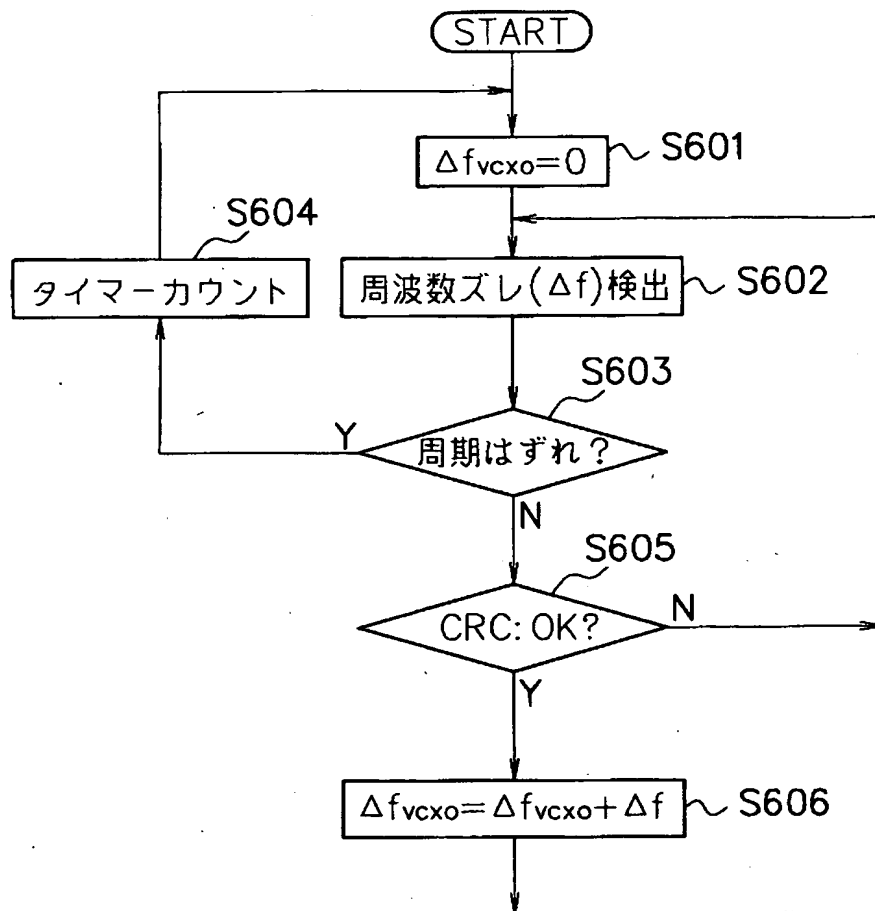 START
Δfvcxo=0
S601
S604
タイマーカウント
周波数ズレ(Δf)検出
S602
S603
Y
周期はずれ?
N
S605
CRC: OK?
N
Y
Δfvcxo=Δfvcxo+Δf
S606